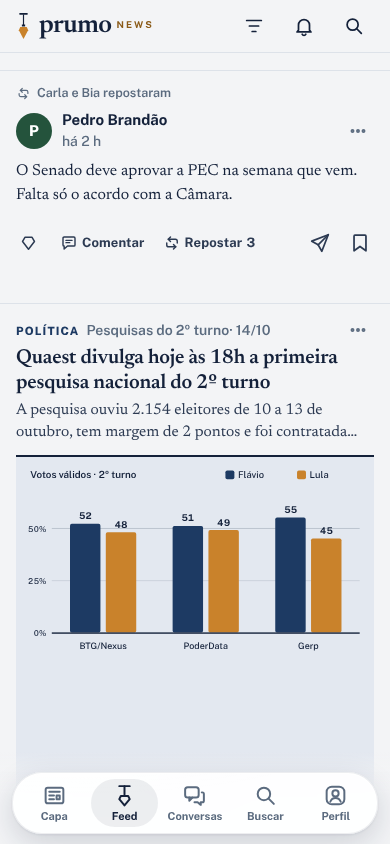 prumo NEWS
Carla e Bia repostaram
P
Pedro Brandão
há 2 h
O Senado deve aprovar a PEC na semana que vem.
Falta só o acordo com a Câmara.
Comentar
Repostar 3
POLÍTICA Pesquisas do 2º turno· 14/10
Quaest divulga hoje às 18h a primeira
pesquisa nacional do 2º turno
A pesquisa ouviu 2.154 eleitores de 10 a 13 de
outubro, tem margem de 2 pontos e foi contratada...
Votos válidos · 2º turno
Flávio
Lula
52
48
51
49
55
45
50%
25%
0%
BTG/Nexus
PoderData
Gerp
Capa
Feed
Conversas
Buscar
Perfil